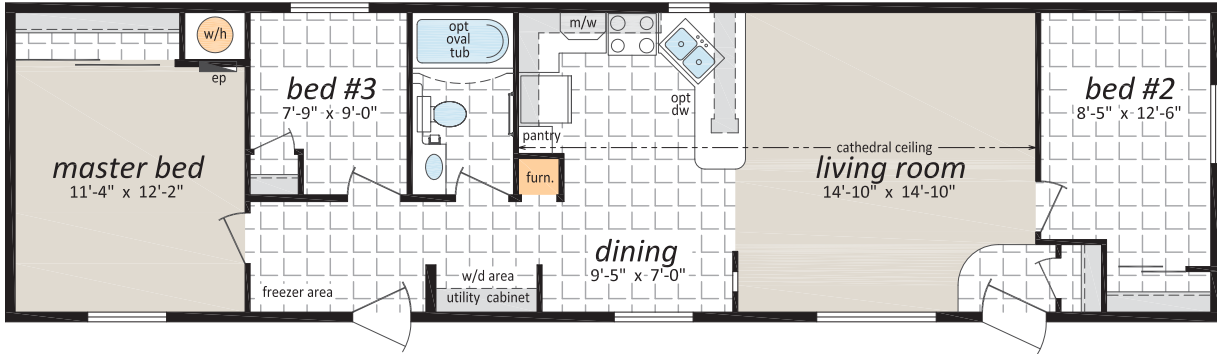 w/h
ep
master bed
11'-4" x 12'-2"
bed #3
7'-9" x 9'-0"
opt
oval
tub
m/w
opt
dw
pantry
furn.
cathedral ceiling
living room
14'-10" x 14'-10"
bed #2
8'-5" x 12'-6"
dining
9'-5" x 7'-0"
freezer area
w/d area
utility cabinet